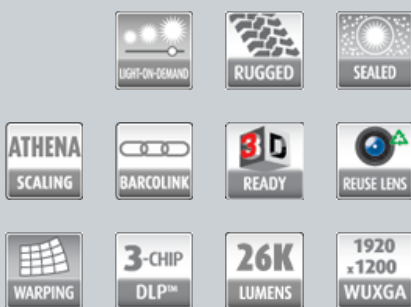 LIGHT-ON-DEMAND
RUGGED
SEALED
ATHENA
SCALING
BARCOLINK
3D
READY
REUSE LENS
WARPING
3-CHIP
DLP™
26K
LUMENS
1920
x1200
WUXGA